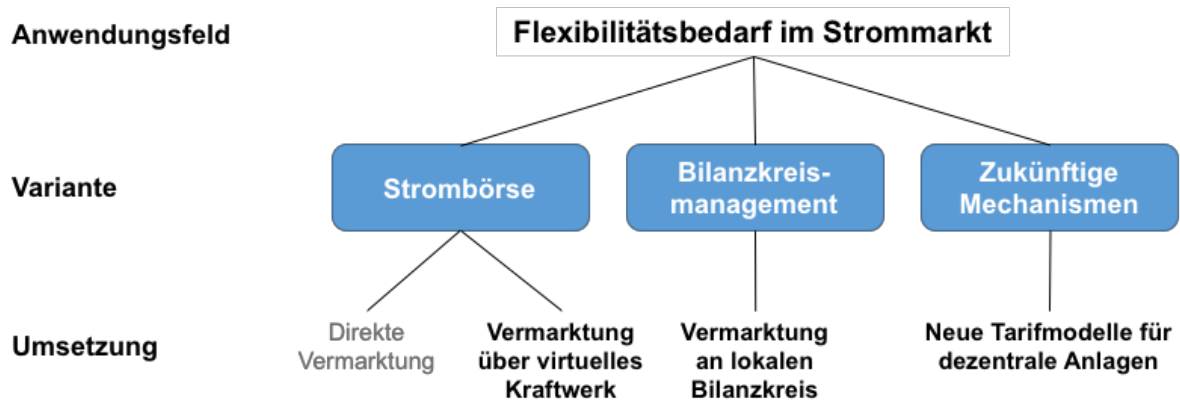 Anwendungsfeld
Flexibilitätsbedarf im Strommarkt
Variante
Strombörse
Bilanzkreis-
management
Zukünftige
Mechanismen
Umsetzung
Direkte
Vermarktung
Vermarktung
über virtuelles
Kraftwerk
Vermarktung
an lokalen
Bilanzkreis
Neue Tarifmodelle für
dezentrale Anlagen